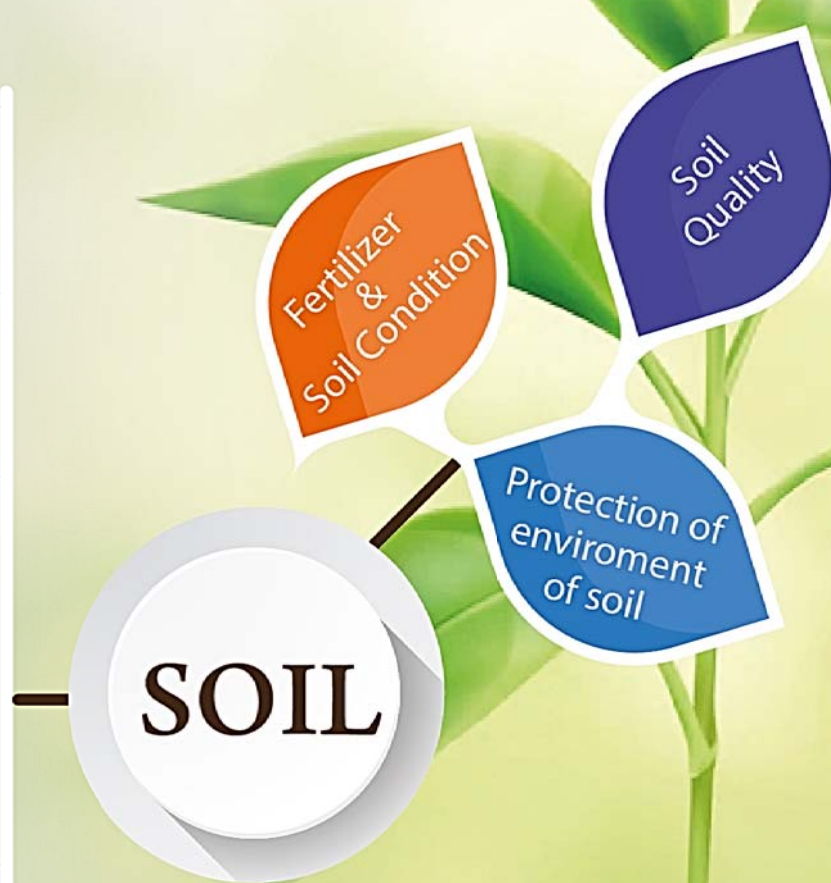 Fertilizer
&
Soil Condition
Soil
Quality
Protection of
enviroment
of soil
SOIL